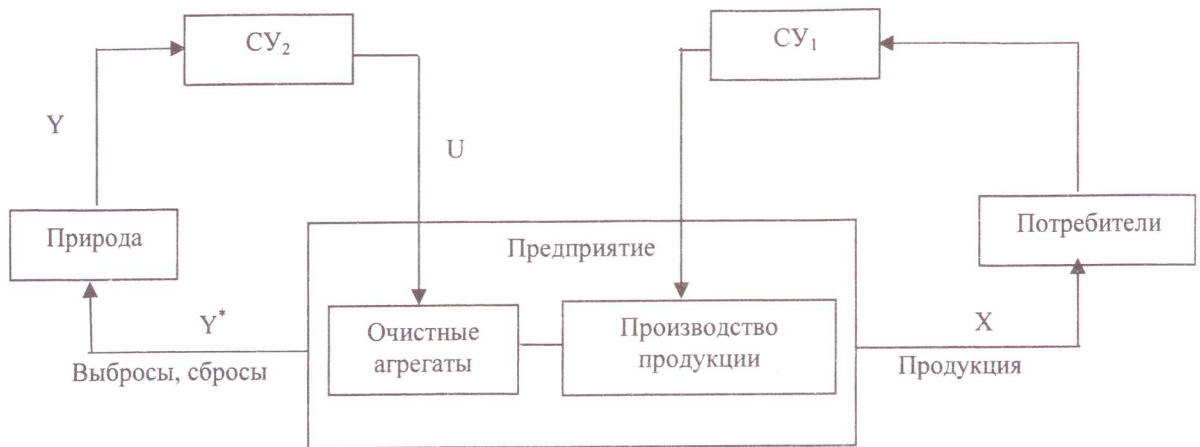 СУ₂
СУ₁
Y
U
Природа
Потребители
Предприятие
Y*
Очистные
агрегаты
Производство
продукции
X
Выбросы, сбросы
Продукция